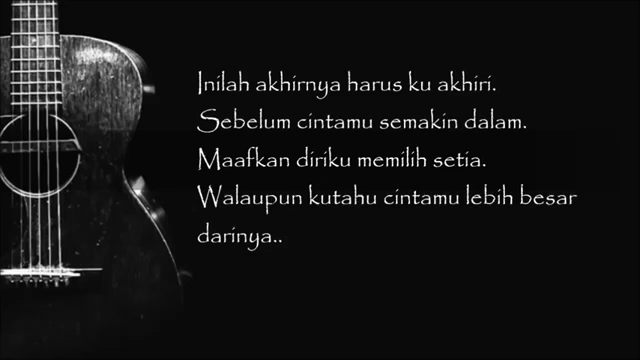 Inilah akhirnya harus ku akhiri.
Sebelum cintamu semakin dalam.
Maafkan diriku memilih setia.
Walaupun kutahu cintamu lebih besar
darinya..